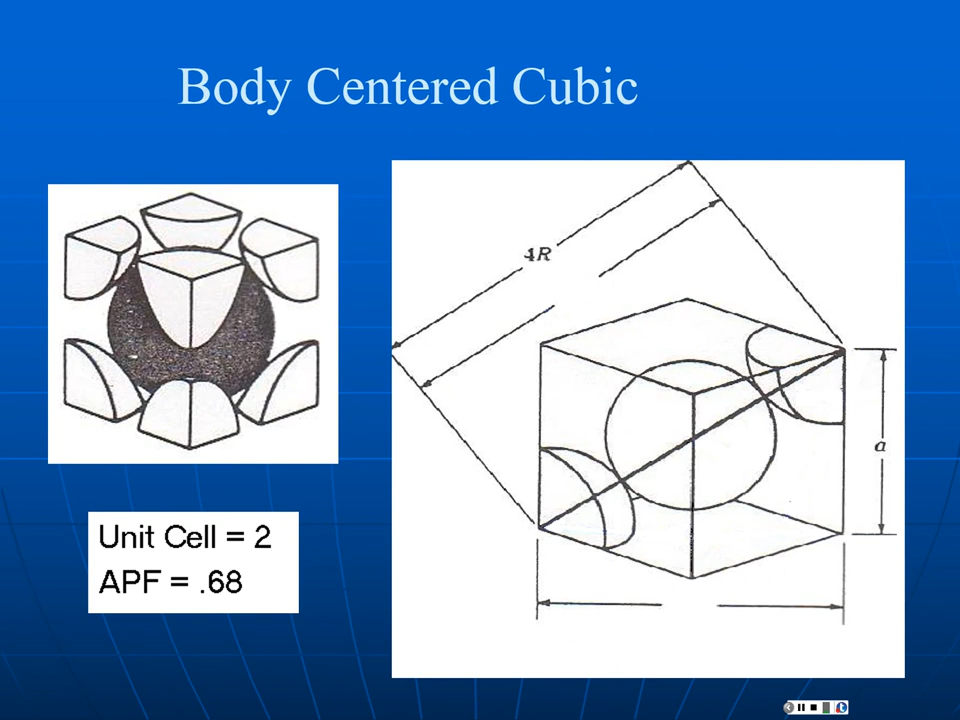 Body Centered Cubic
4R
a
Unit Cell = 2
APF = .68